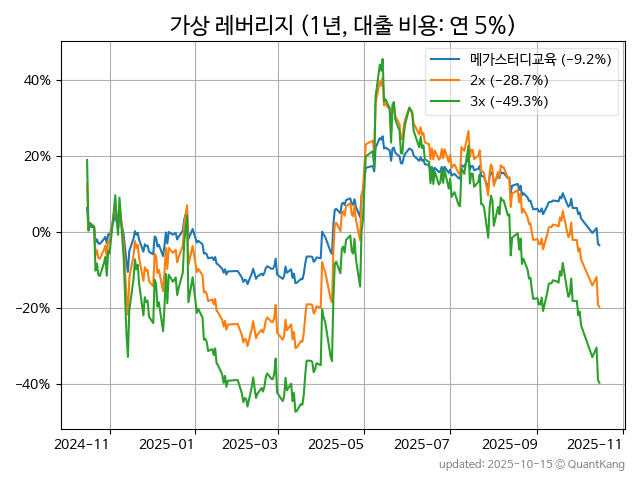 가상 레버리지 (1년, 대출 비용: 연 5%)
메가스터디교육 (−9.2%)
2x (−28.7%)
3x (−49.3%)
40%
20%
0%
−20%
−40%
2024-11 2025-01 2025-03 2025-05 2025-07 2025-09 2025-11
updated: 2025-10-15 © QuantKang